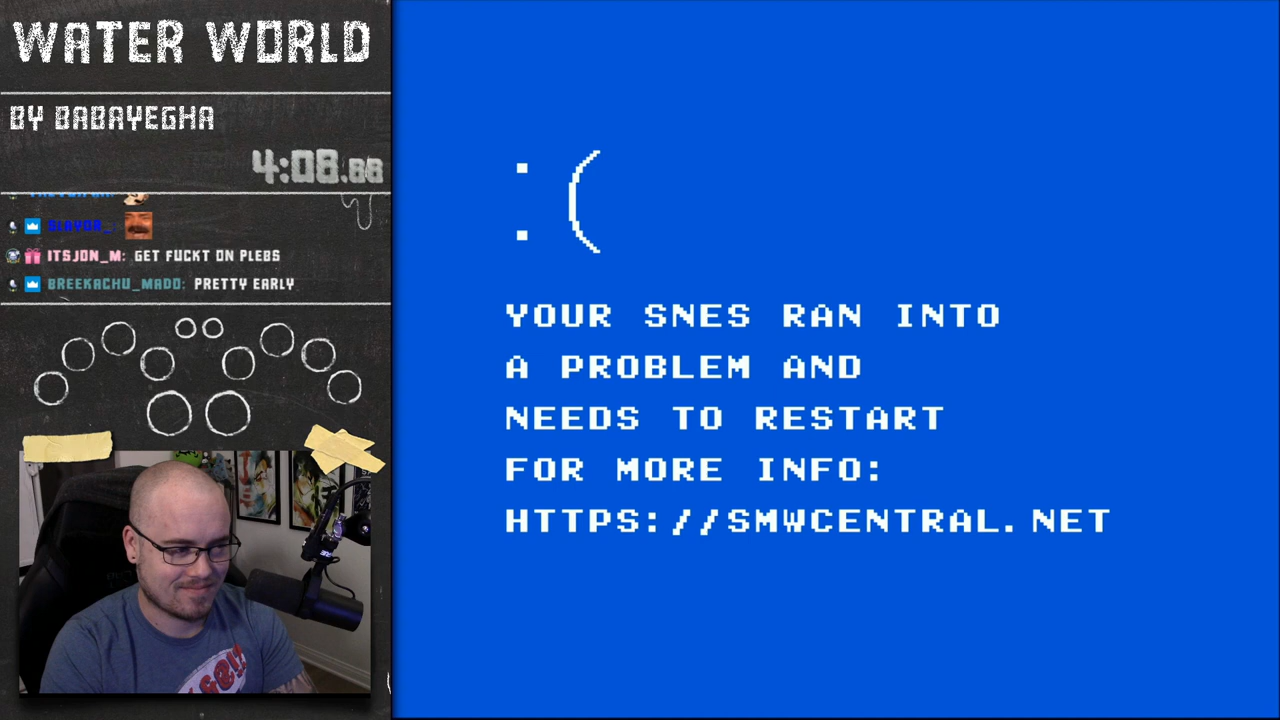 WATER WORLD
BY BABAYEGHA
4:08.
ITSJON_M: GET FUCKT ON PLEBS
BREEKACHU_MADD: PRETTY EARLY
:(
YOUR SNES RAN INTO
A PROBLEM AND
NEEDS TO RESTART
FOR MORE INFO:
HTTPS://SMWCENTRAL.NET